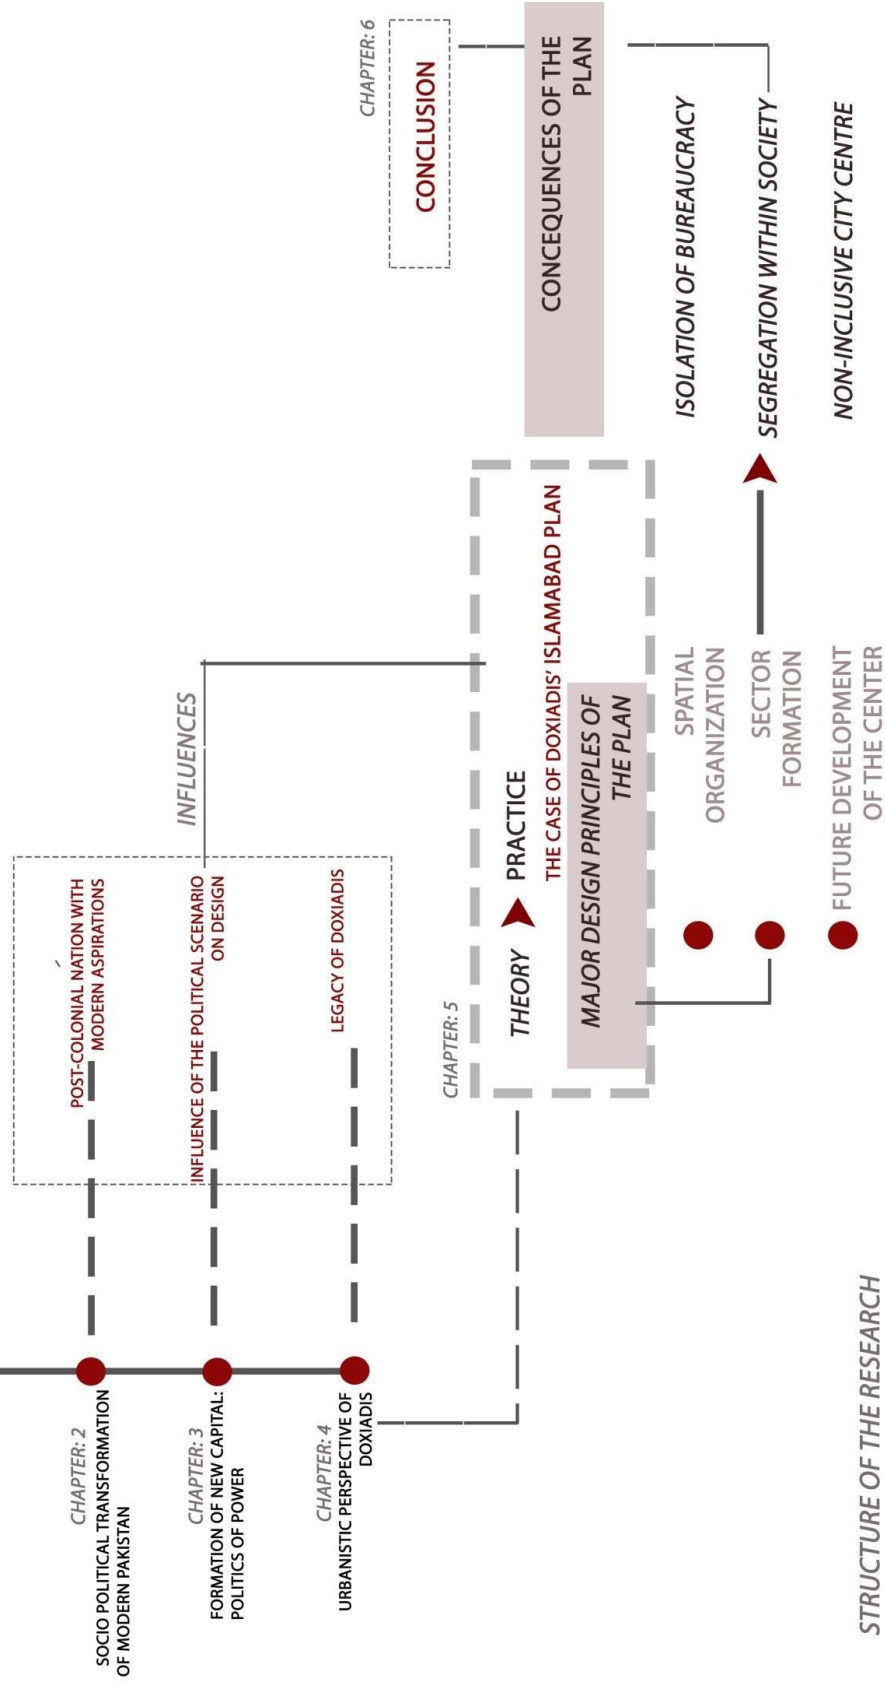 CHAPTER: 2
SOCIO POLITICAL TRANSFORMATION
OF MODERN PAKISTAN
POST-COLONIAL NATION WITH
MODERN ASPIRATIONS
CHAPTER: 3
FORMATION OF NEW CAPITAL:
POLITICS OF POWER
INFLUENCE OF THE POLITICAL SCENARIO
ON DESIGN
INFLUENCES
CHAPTER: 4
URBANISTIC PERSPECTIVE OF
DOXIADIS
LEGACY OF DOXIADIS
CHAPTER: 6
CONCLUSION
CHAPTER: 5
THEORY PRACTICE
THE CASE OF DOXIADIS' ISLAMABAD PLAN
MAJOR DESIGN PRINCIPLES OF
THE PLAN
CONCEQUENCES OF THE
PLAN
SPATIAL
ORGANIZATION
ISOLATION OF BUREAUCRACY
SECTOR
FORMATION
SEGREGATION WITHIN SOCIETY
FUTURE DEVELOPMENT
OF THE CENTER
NON-INCLUSIVE CITY CENTRE
STRUCTURE OF THE RESEARCH